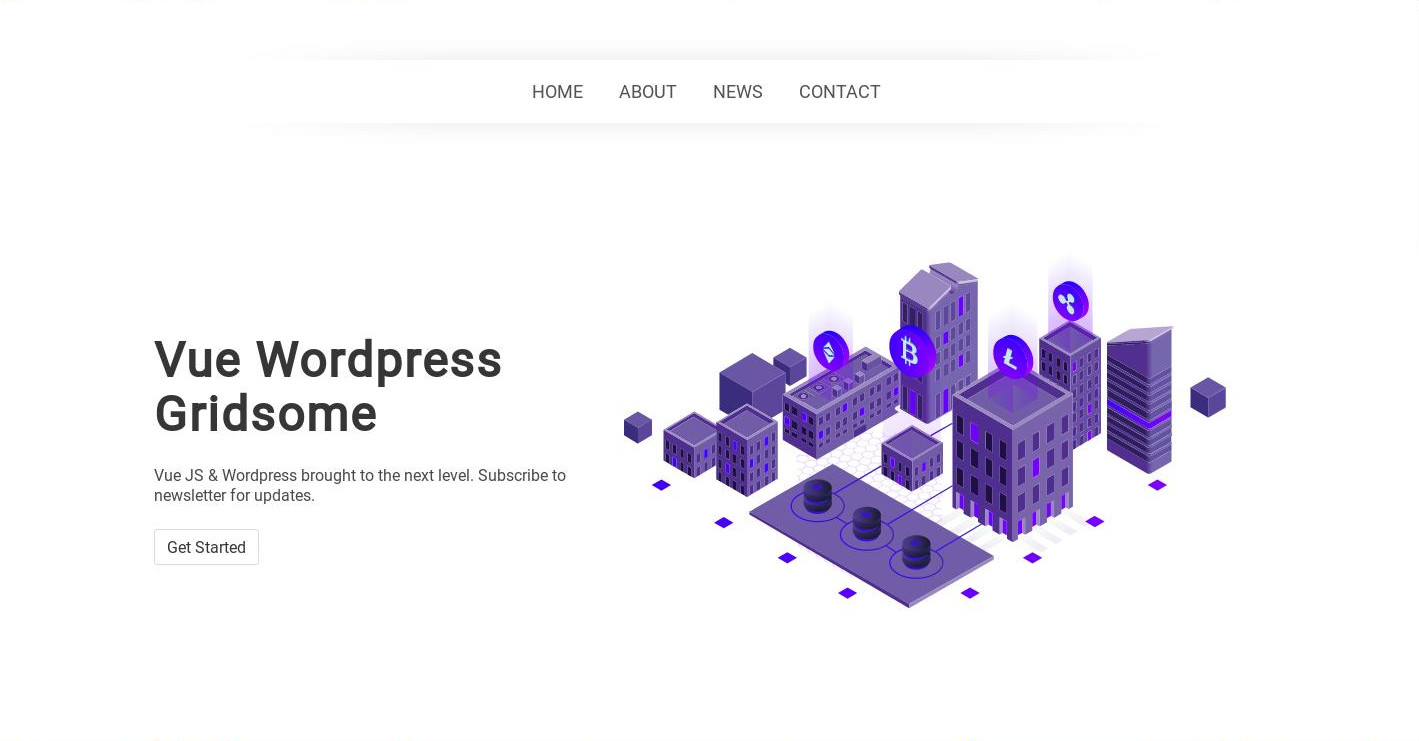 HOME ABOUT NEWS CONTACT
Vue Wordpress
Gridsome
Vue JS & Wordpress brought to the next level. Subscribe to
newsletter for updates.
Get Started